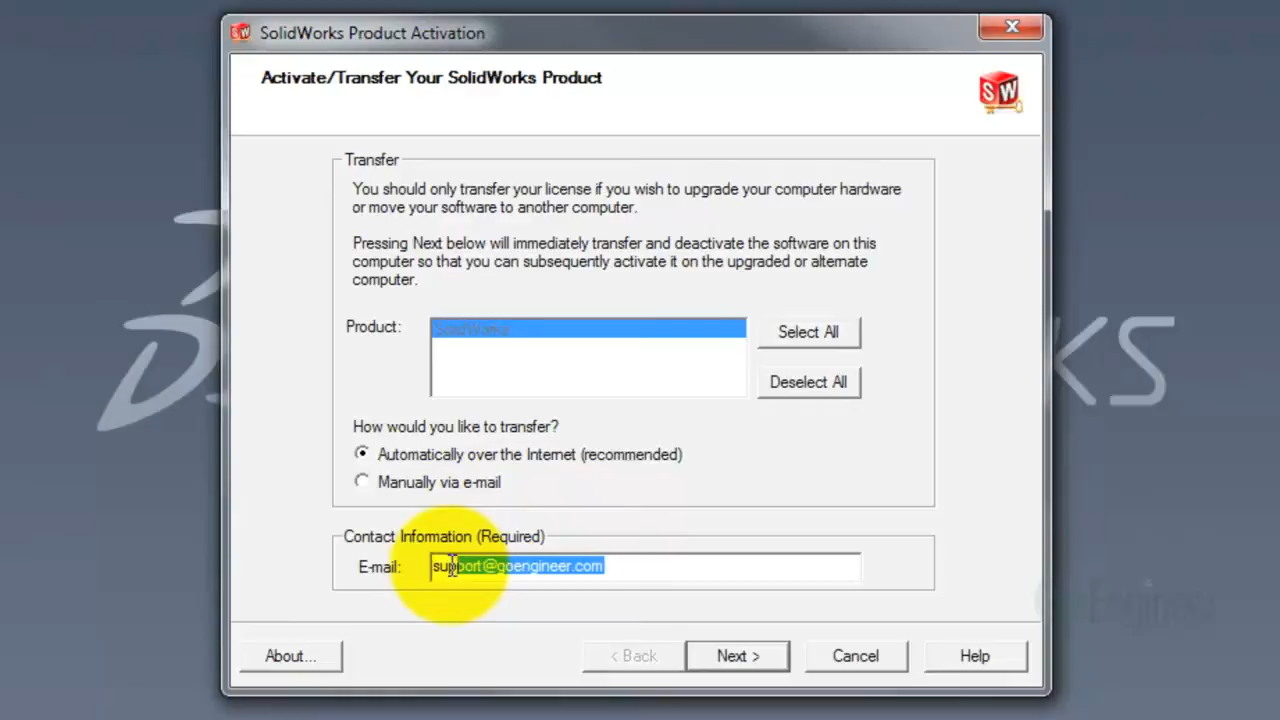 SolidWorks Product Activation
Activate/Transfer Your SolidWorks Product
SW
Transfer
You should only transfer your license if you wish to upgrade your computer hardware
or move your software to another computer.
Pressing Next below will immediately transfer and deactivate the software on this
computer so that you can subsequently activate it on the upgraded or alternate
computer.
Product:
SolidWorks
Select All
Deselect All
How would you like to transfer?
Automatically over the Internet (recommended)
Manually via e-mail
Contact Information (Required)
E-mail:
support@goengineer.com
About...
< Back
Next >
Cancel
Help